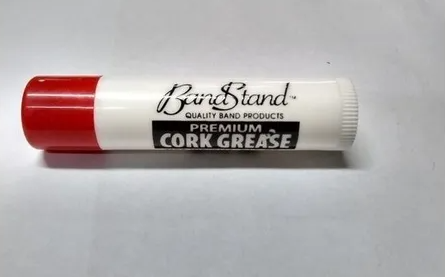 BandStand™
QUALITY BAND PRODUCTS
PREMIUM
CORK GREASE